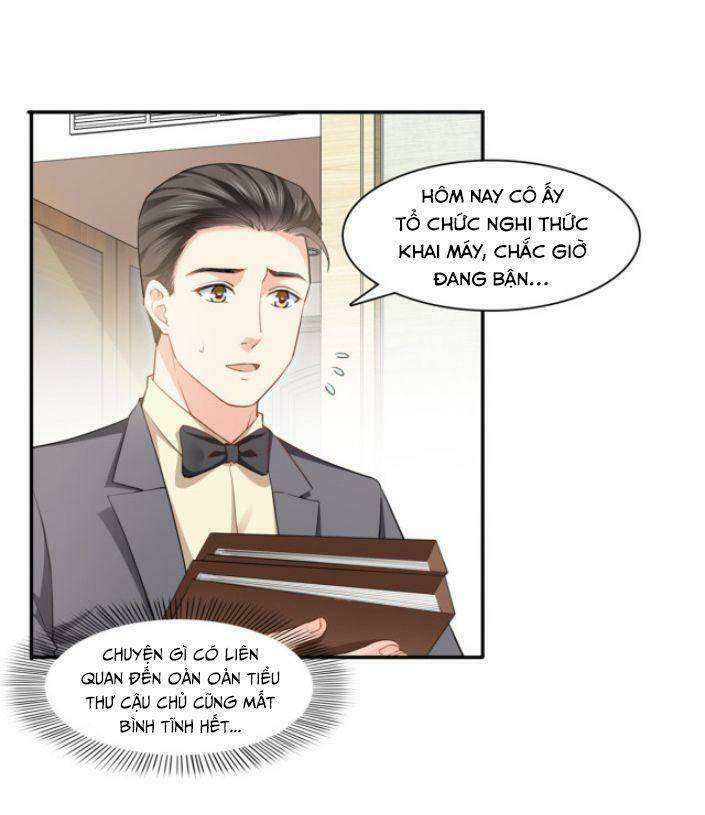 HÔM NAY CÔ ẤY
TỔ CHỨC NGHI THỨC
KHAI MÁY, CHẮC GIỜ
ĐANG BẬN...
CHUYỆN GÌ CÓ LIÊN
QUAN ĐẾN OẢN OẢN TIỂU
THƯ CẬU CHỦ CŨNG MẤT
BÌNH TĨNH HẾT...